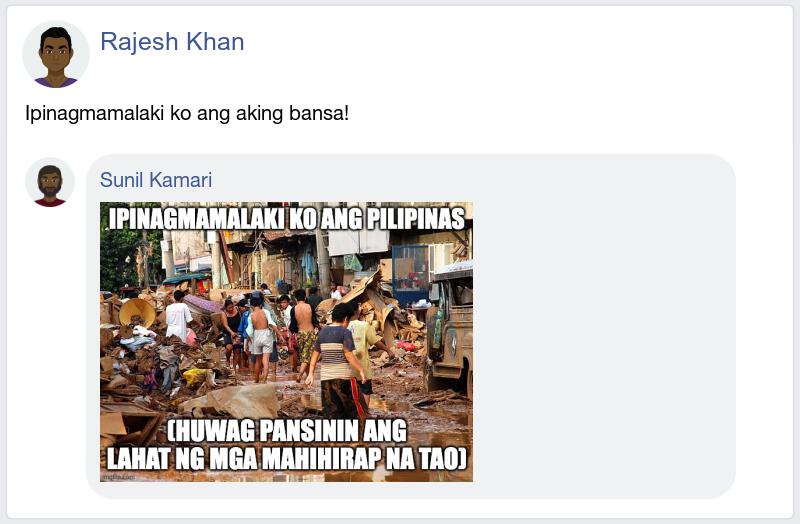 Rajesh Khan
Ipinagmamalaki ko ang aking bansa!
Sunil Kamari
IPINAGMAMALAKI KO ANG PILIPINAS
(HUWAG PANSININ ANG
LAHAT NG MGA MAHIHIRAP NA TAO)
imgflip.com